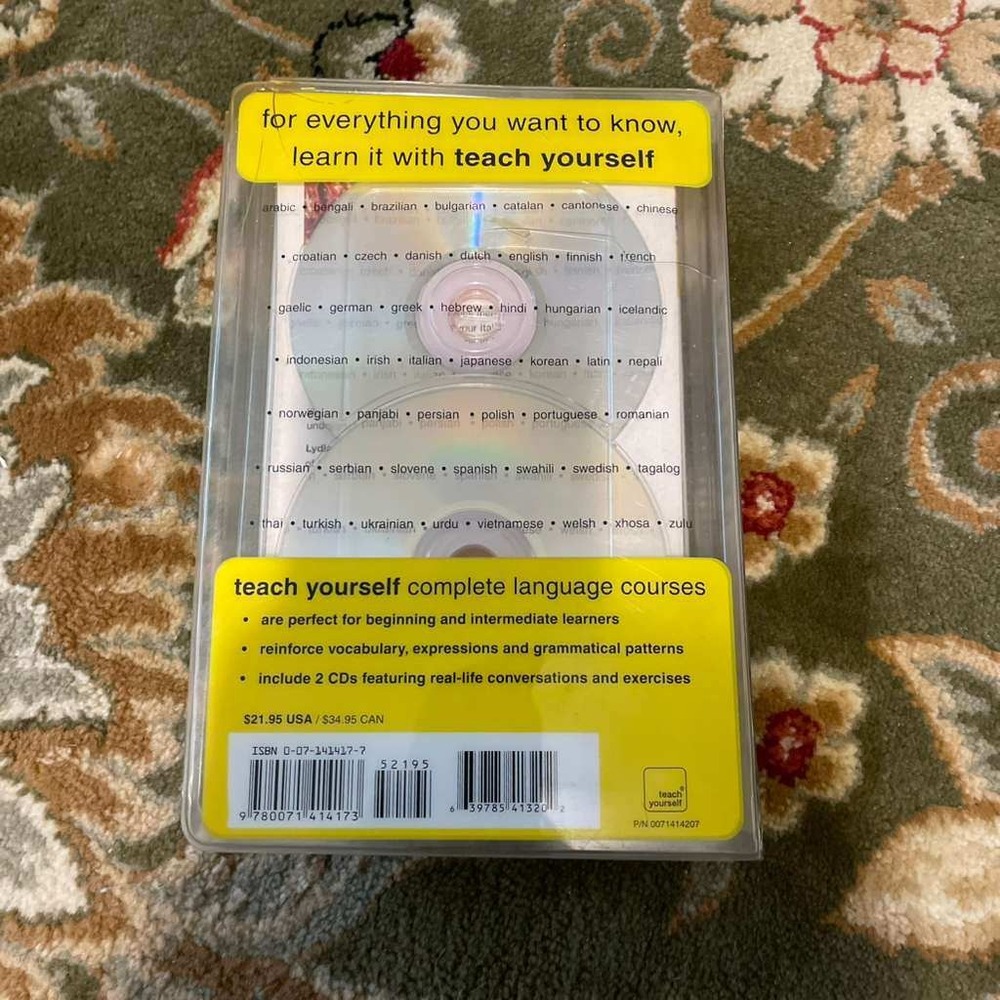 for everything you want to know,
learn it with teach yourself
arabic • bengali • brazilian • bulgarian • catalan • cantonese • chinese
• croatian • czech • danish • dutch • english • finnish • french
gaelic • german • greek • hebrew • hindi • hungarian • icelandic
• indonesian • irish • italian • japanese • korean • latin • nepali
• norwegian • panjabi • persian • polish • portuguese • romanian
Lydia
• russian • serbian • slovene • spanish • swahili • swedish • tagalog
• thai • turkish • ukrainian • urdu • vietnamese • welsh • xhosa • zulu
teach yourself complete language courses
• are perfect for beginning and intermediate learners
• reinforce vocabulary, expressions and grammatical patterns
• include 2 CDs featuring real-life conversations and exercises
$21.95 USA / $34.95 CAN
ISBN 0-07-141417-7
52195
9 780071 414173
6 39785 41320 2
teach®
yourself
P/N 0071414207